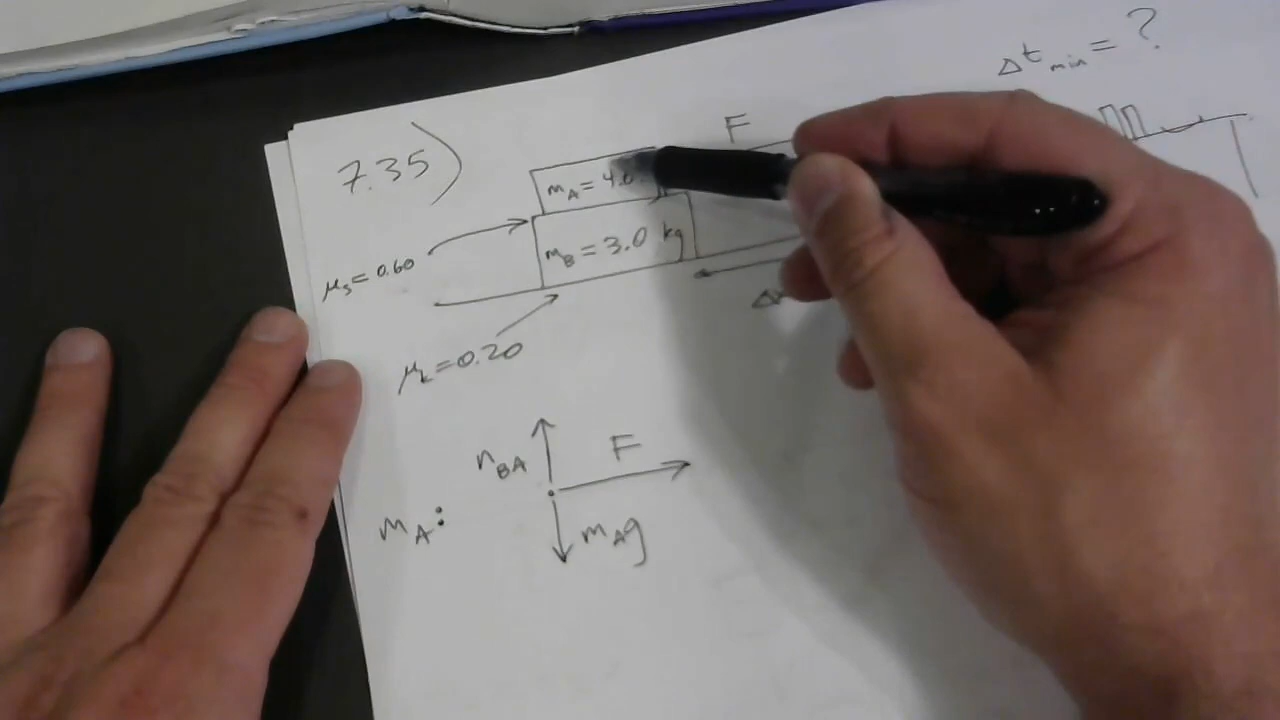 7.35)
Δt min = ?
F
mA = 4.0
μs = 0.60
mB = 3.0 kg
μk = 0.20
nBA
F
mA:
mAg